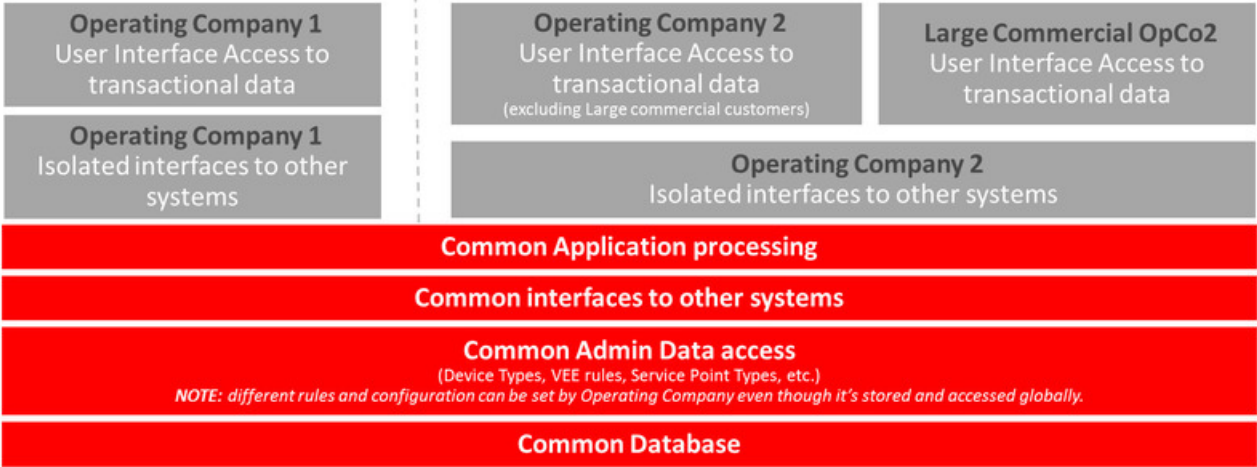 Operating Company 1
User Interface Access to
transactional data
Operating Company 1
Isolated interfaces to other
systems
Operating Company 2
User Interface Access to
transactional data
(excluding Large commercial customers)
Large Commercial OpCo2
User Interface Access to
transactional data
Operating Company 2
Isolated interfaces to other systems
Common Application processing
Common interfaces to other systems
Common Admin Data access
(Device Types, VEE rules, Service Point Types, etc.)
NOTE: different rules and configuration can be set by Operating Company even though it's stored and accessed globally.
Common Database